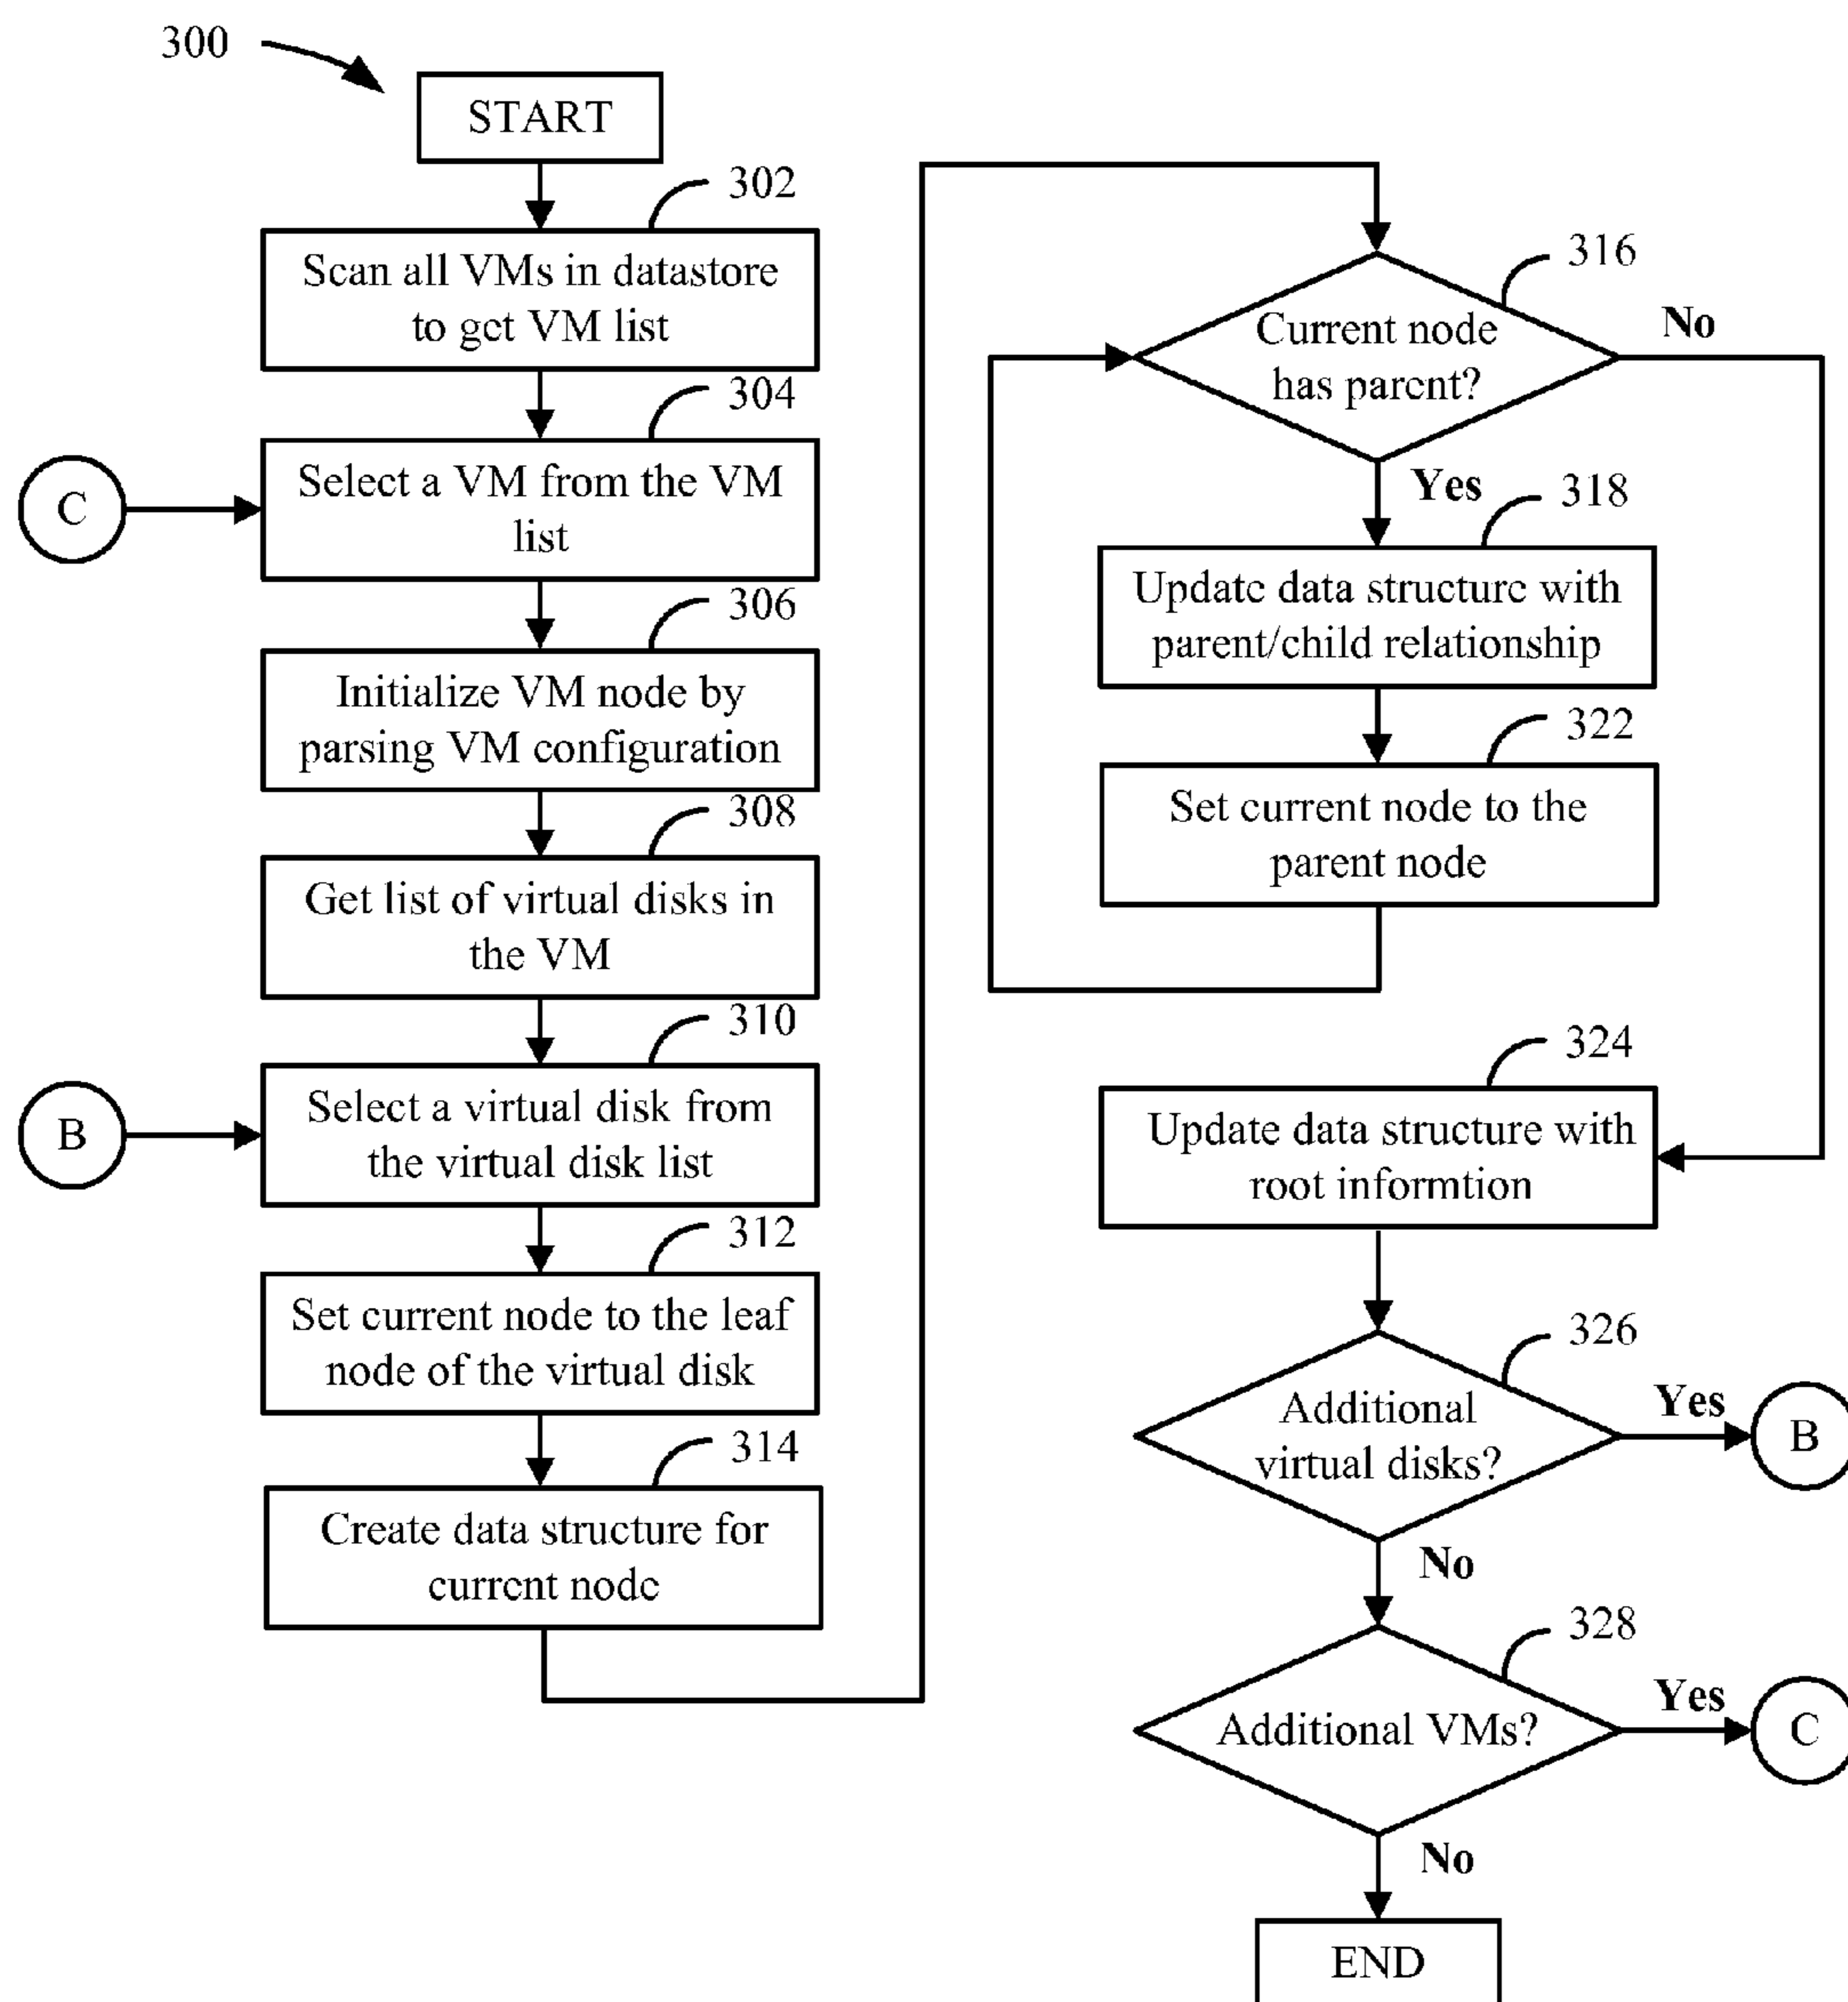 300
START
302
Scan all VMs in datastore
to get VM list
304
C
Select a VM from the VM
list
306
Initialize VM node by
parsing VM configuration
308
Get list of virtual disks in
the VM
310
B
Select a virtual disk from
the virtual disk list
312
Set current node to the leaf
node of the virtual disk
314
Create data structure for
current node
316
Current node
has parent?
No
Yes
318
Update data structure with
parent/child relationship
322
Set current node to the
parent node
324
Update data structure with
root informtion
326
Additional
virtual disks?
Yes
B
No
328
Additional VMs?
Yes
C
No
END